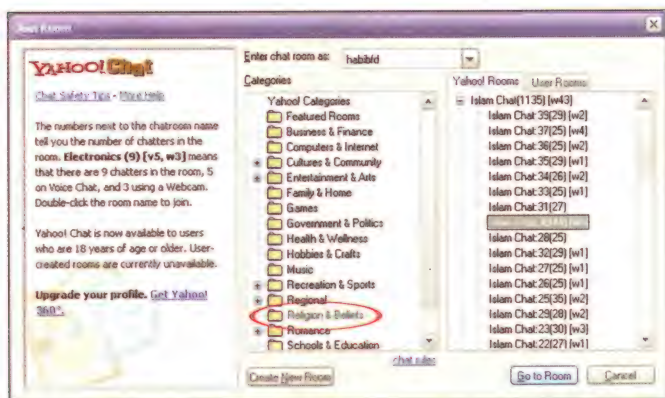 Join Room
YAHOO! Chat
Chat Safety Tips - More Help
The numbers next to the chatroom name
tell you the number of chatters in the
room. Electronics (9) [v5, w3] means
that there are 9 chatters in the room, 5
on Voice Chat, and 3 using a Webcam.
Double-click the room name to join.
Yahoo! Chat is now available to users
who are 18 years of age or older. User-
created rooms are currently unavailable.
Upgrade your profile. Get Yahoo!
360°.
Enter chat room as: habibfd
Categories
Yahoo! Categories
Featured Rooms
Business & Finance
Computers & Internet
Cultures & Community
Entertainment & Arts
Family & Home
Games
Government & Politics
Health & Wellness
Hobbies & Crafts
Music
Recreation & Sports
Regional
Religion & Beliefs
Romance
Schools & Education
chat rules
Create New Room
Yahoo! Rooms User Rooms
Islam Chat(1135) [w43]
Islam Chat:39(29) [w2]
Islam Chat:37(25) [w4]
Islam Chat:36(25) [w2]
Islam Chat:35(29) [w1]
Islam Chat:34(26) [w2]
Islam Chat:33(25) [w1]
Islam Chat:31(27)
Islam Chat:28(25)
Islam Chat:32(29) [w1]
Islam Chat:27(25) [w1]
Islam Chat:26(25) [w1]
Islam Chat:25(35) [w2]
Islam Chat:29(28) [w2]
Islam Chat:23(30) [w3]
Islam Chat:22(27) [w1]
Go to Room Cancel